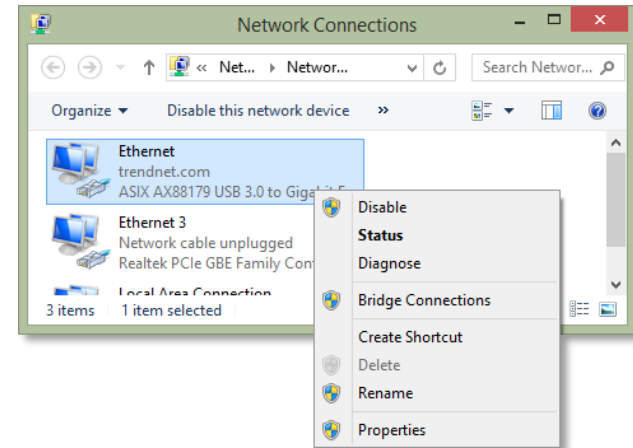 Network Connections
« Net... Networ...
Search Networ...
Organize
Disable this network device
»
Ethernet
trendnet.com
ASIX AX88179 USB 3.0 to Gigabit
Ethernet 3
Network cable unplugged
Realtek PCIe GBE Family
Local Area Connection
3 items
1 item selected
Disable
Status
Diagnose
Bridge Connections
Create Shortcut
Delete
Rename
Properties